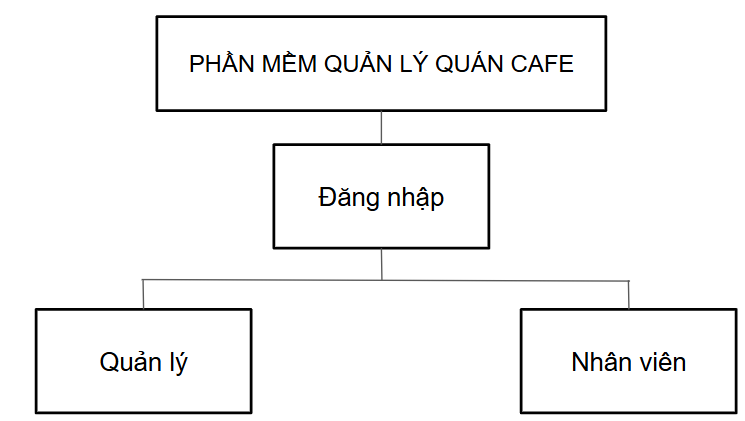 PHẦN MỀM QUẢN LÝ QUÁN CAFE
Đăng nhập
Quản lý
Nhân viên